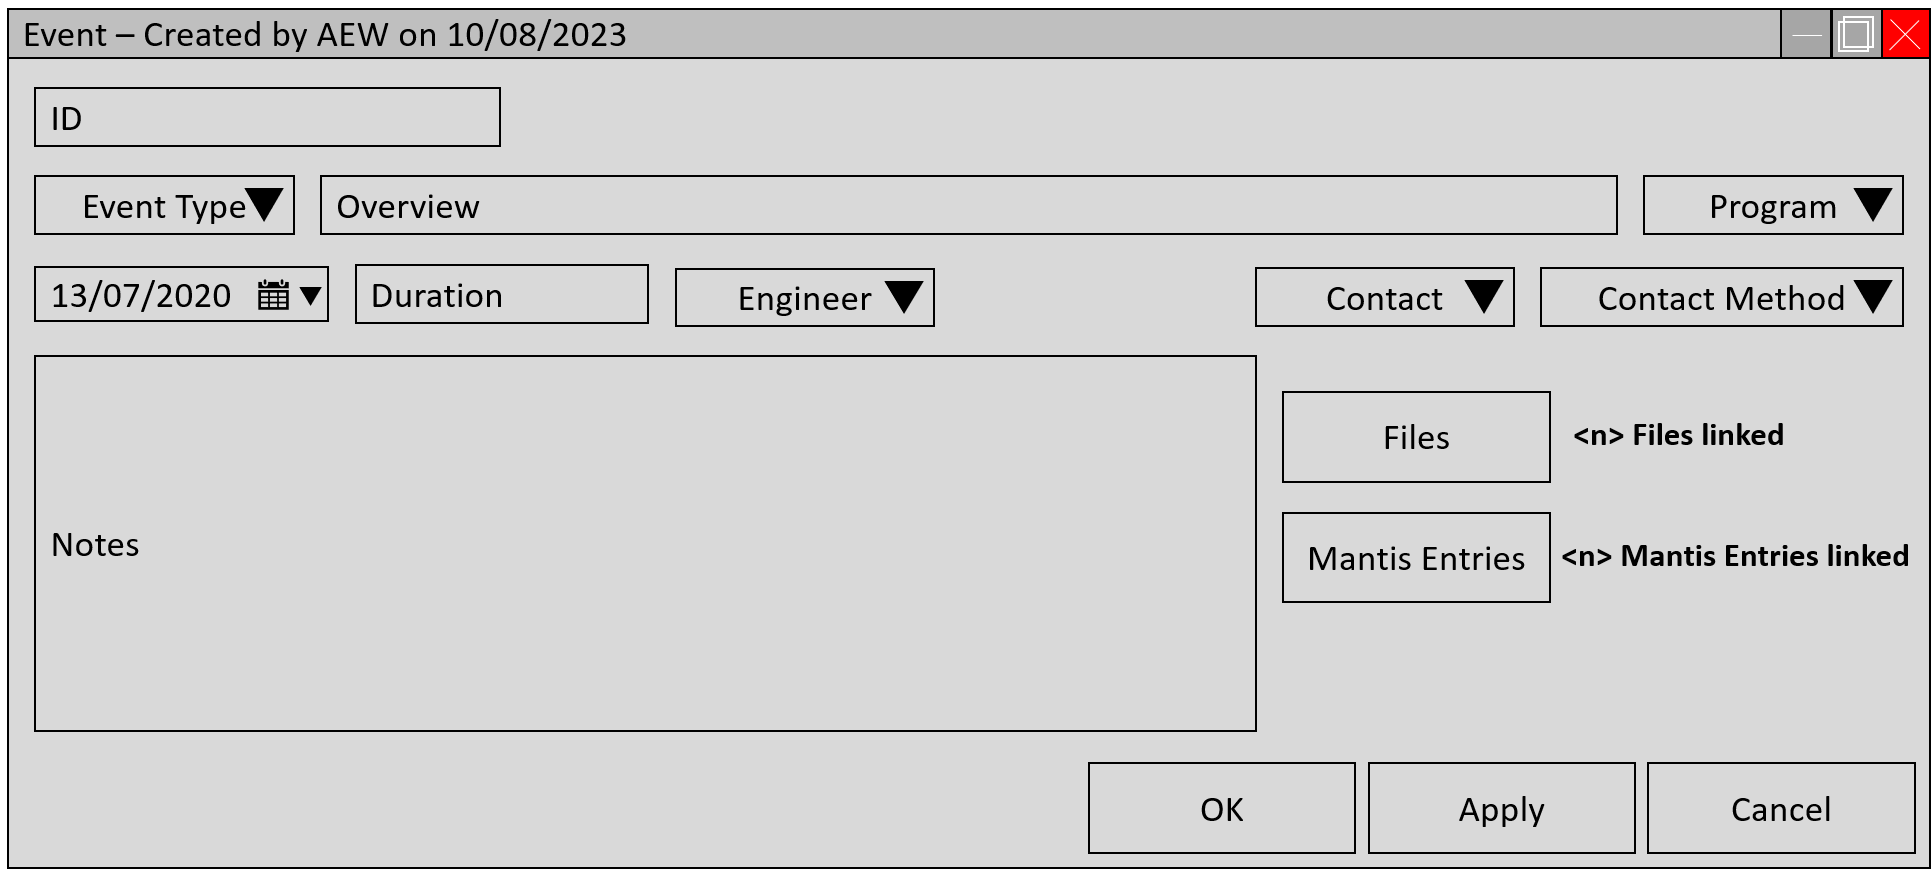 Event – Created by AEW on 10/08/2023
ID
Event Type
Overview
Program
13/07/2020
Duration
Engineer
Contact
Contact Method
Notes
Files
<n> Files linked
Mantis Entries
<n> Mantis Entries linked
OK
Apply
Cancel